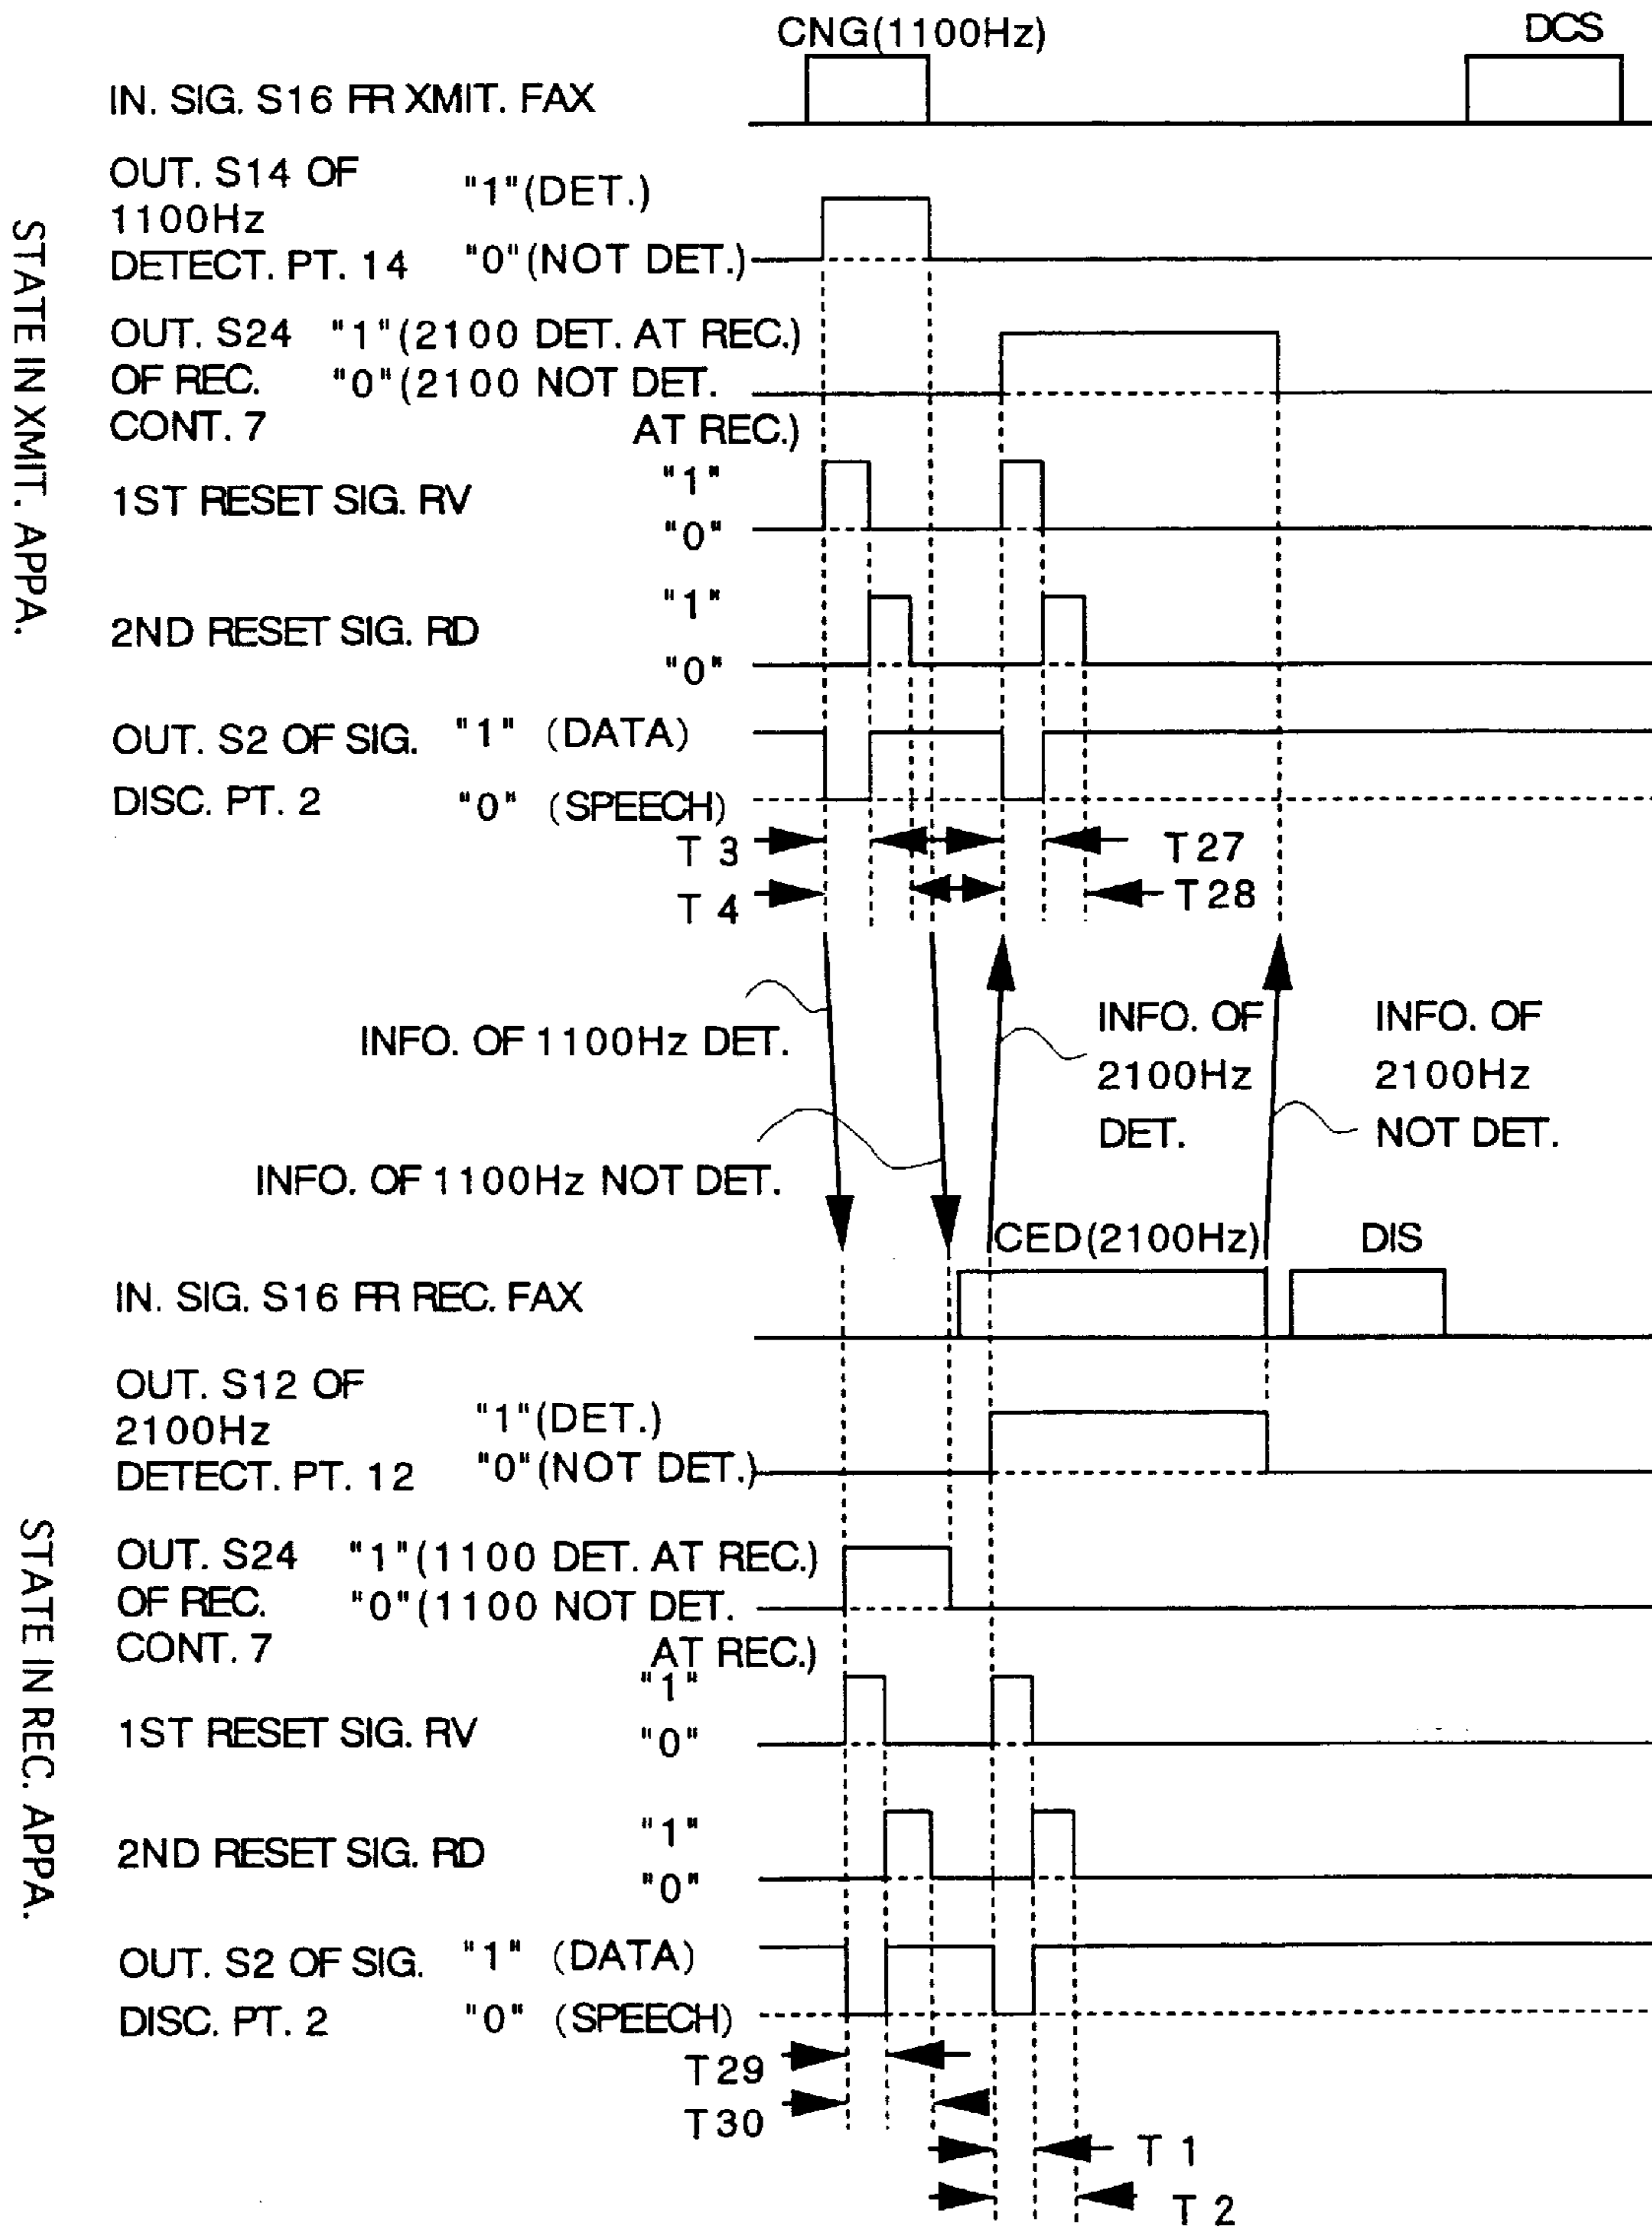 CNG(1100Hz)
DCS
IN. SIG. S16 FR XMIT. FAX
OUT. S14 OF
1100Hz
DETECT. PT. 14
"1"(DET.)
"0"(NOT DET.)
OUT. S24 "1"(2100 DET. AT REC.)
OF REC. "0"(2100 NOT DET.
CONT. 7 AT REC.)
1ST RESET SIG. RV
"1"
"0"
2ND RESET SIG. RD
"1"
"0"
OUT. S2 OF SIG. "1" (DATA)
DISC. PT. 2 "0" (SPEECH)
T 3
T27
T 4
T28
STATE IN XMIT. APPA.
INFO. OF 1100Hz DET.
INFO. OF 1100Hz NOT DET.
INFO. OF
2100Hz
DET.
INFO. OF
2100Hz
NOT DET.
CED(2100Hz)
DIS
IN. SIG. S16 FR REC. FAX
OUT. S12 OF
2100Hz
DETECT. PT. 12
"1"(DET.)
"0"(NOT DET.)
OUT. S24 "1"(1100 DET. AT REC.)
OF REC. "0"(1100 NOT DET.
CONT. 7 AT REC.)
1ST RESET SIG. RV
"1"
"0"
2ND RESET SIG. RD
"1"
"0"
OUT. S2 OF SIG. "1" (DATA)
DISC. PT. 2 "0" (SPEECH)
T29
T30
T 1
T 2
STATE IN REC. APPA.